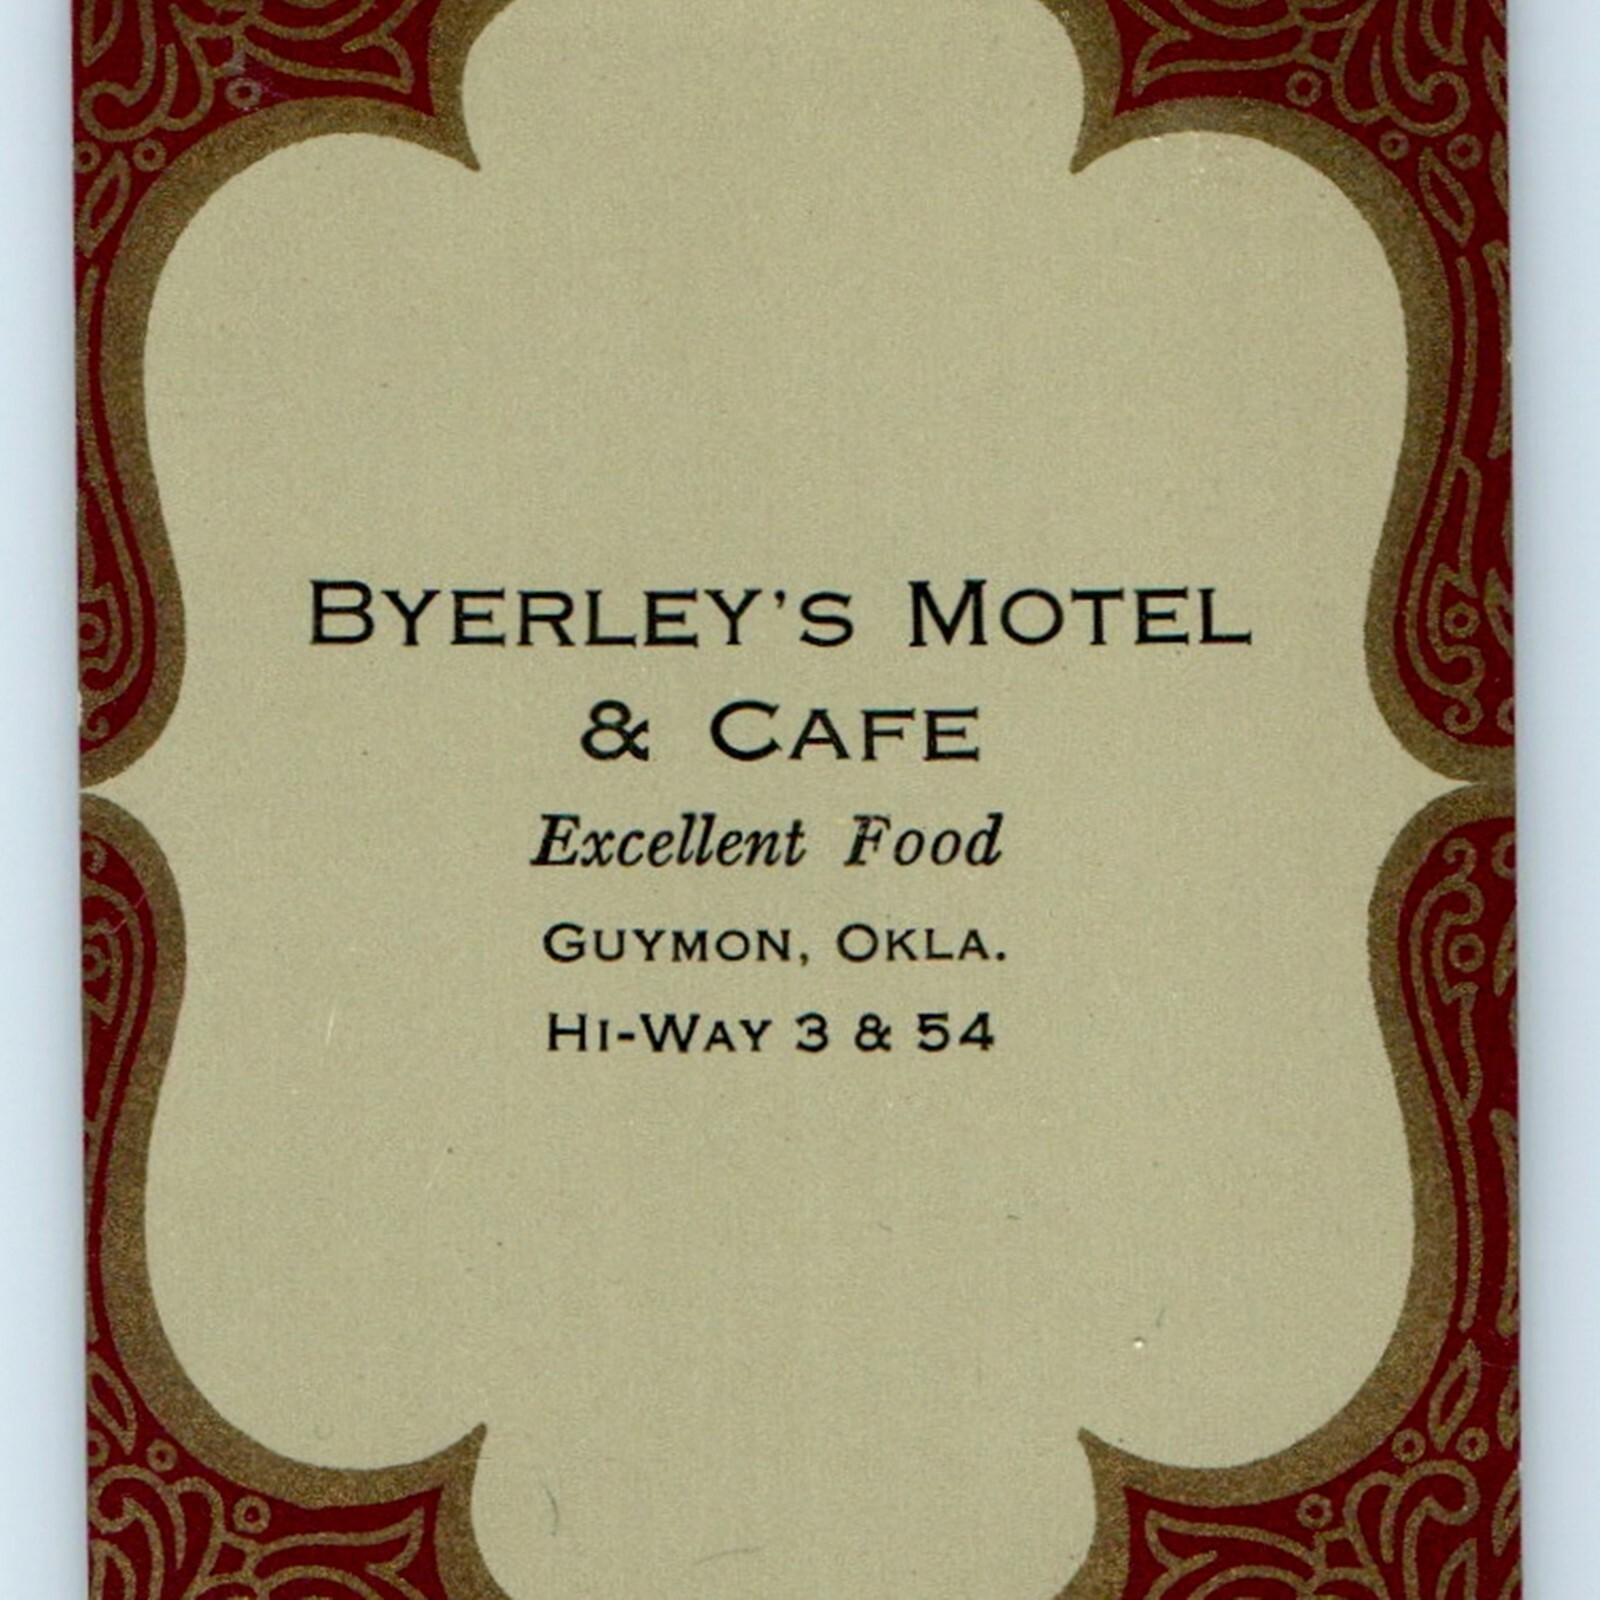 BYERLEY'S MOTEL
& CAFE
Excellent Food
GUYMON, OKLA.
HI-WAY 3 & 54